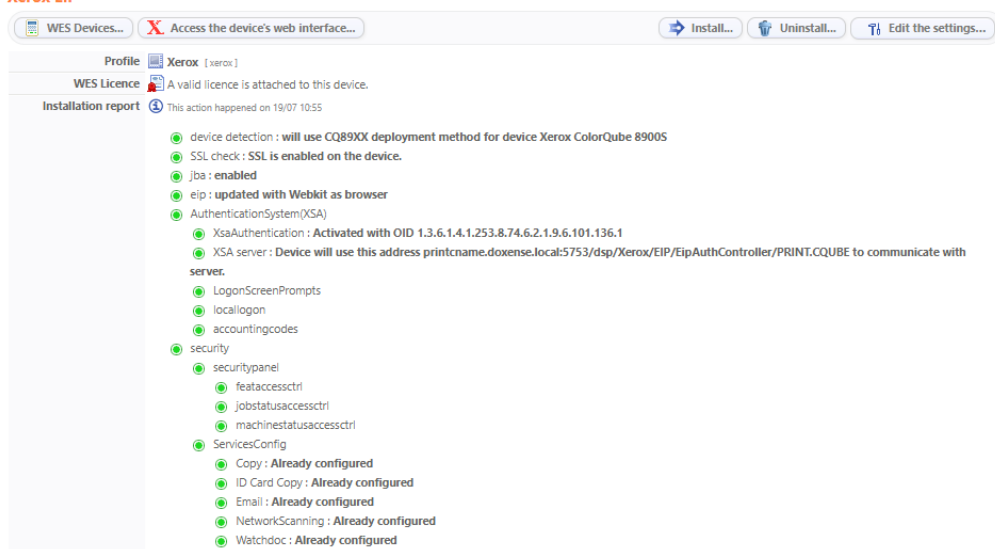 WES Devices... X Access the device's web interface... Install... Uninstall... Edit the settings...
Profile Xerox [xerox]
WES Licence A valid licence is attached to this device.
Installation report This action happened on 19/07 10:55
device detection : will use CQ89XX deployment method for device Xerox ColorQube 8900S
SSL check : SSL is enabled on the device.
jba : enabled
eip : updated with Webkit as browser
AuthenticationSystem(XSA)
XsaAuthentication : Activated with OID 1.3.6.1.4.1.253.8.74.6.2.1.9.6.101.136.1
XSA server : Device will use this address printcname.doxense.local:5753/dsp/Xerox/EIP/EipAuthController/PRINT.CQUBE to communicate with
server.
LogonScreenPrompts
locallogon
accountingcodes
security
securitypanel
feataccessctrl
jobstatusaccessctrl
machinestatusaccessctrl
ServicesConfig
Copy : Already configured
ID Card Copy : Already configured
Email : Already configured
NetworkScanning : Already configured
Watchdoc : Already configured